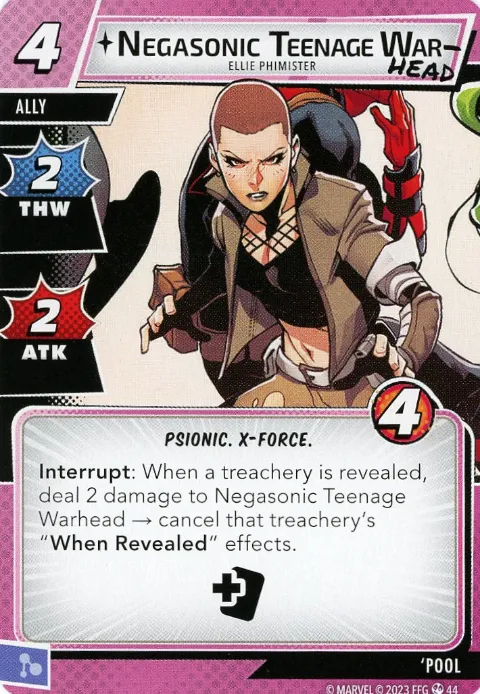 4
NEGASONIC TEENAGE WAR-
HEAD
ELLIE PHIMISTER
ALLY
2
THW
2
ATK
4
PSIONIC. X-FORCE.
Interrupt: When a treachery is revealed,
deal 2 damage to Negasonic Teenage
Warhead → cancel that treachery's
“When Revealed” effects.
'POOL
© MARVEL © 2023 FFG 44